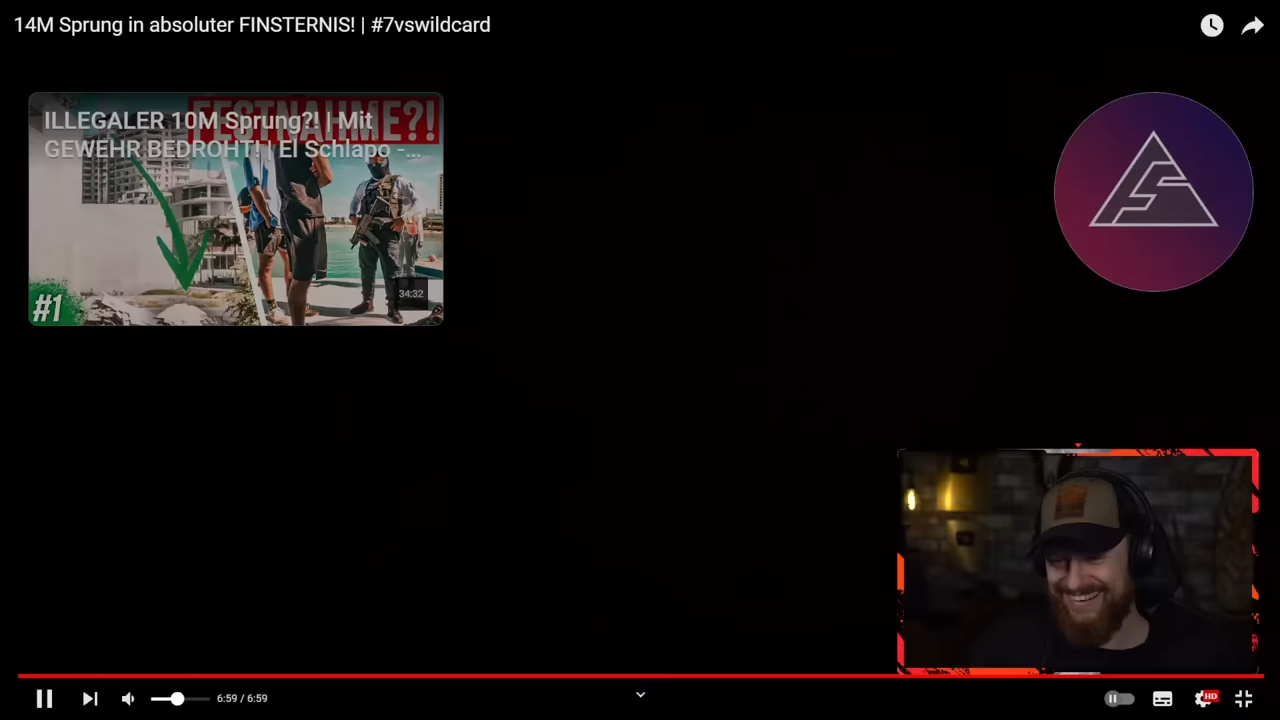 14M Sprung in absoluter FINSTERNIS! | #7vswildcard
FESTNAHME?!
ILLEGALER 10M Sprung?! | Mit
GEWEHR BEDROHT! | El Schlapo -...
34:32
#1
6:59 / 6:59
HD